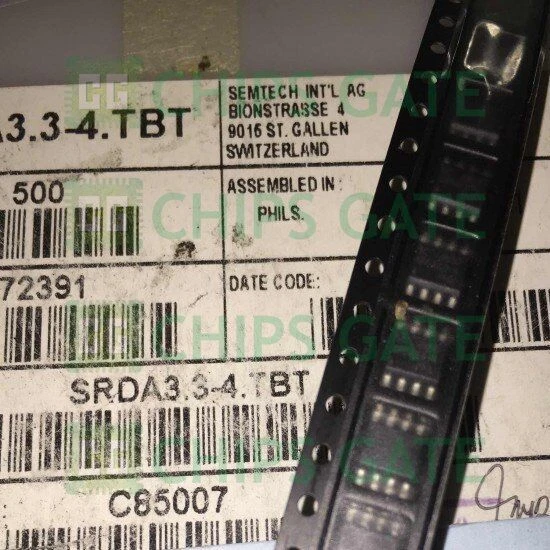 CHIPS GATE
A3.3-4.TBT
SEMTECH INT'L AG
BIONSTRASSE 4
9015 ST. GALLEN
SWITZERLAND
500
ASSEMBLED IN:
PHILS.
CHIPS GATE
72391
DATE CODE:
CHIPS GATE
SRDA3.3-4.TBT
CHIPS GATE
C85007